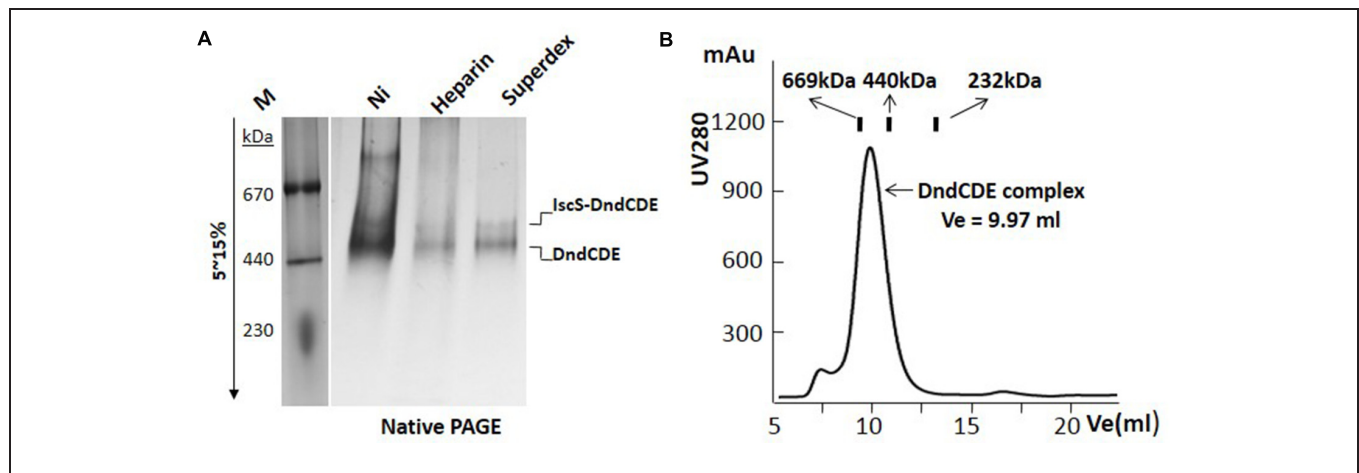 A
M
Ni
Heparin
Superdex
kDa
670
440
230
5~15%
IscS-DndCDE
DndCDE
Native PAGE
B
mAu
UV280
669kDa 440kDa 232kDa
1200
900
600
300
DndCDE complex
Ve = 9.97 ml
5 10 15 20 Ve(ml)